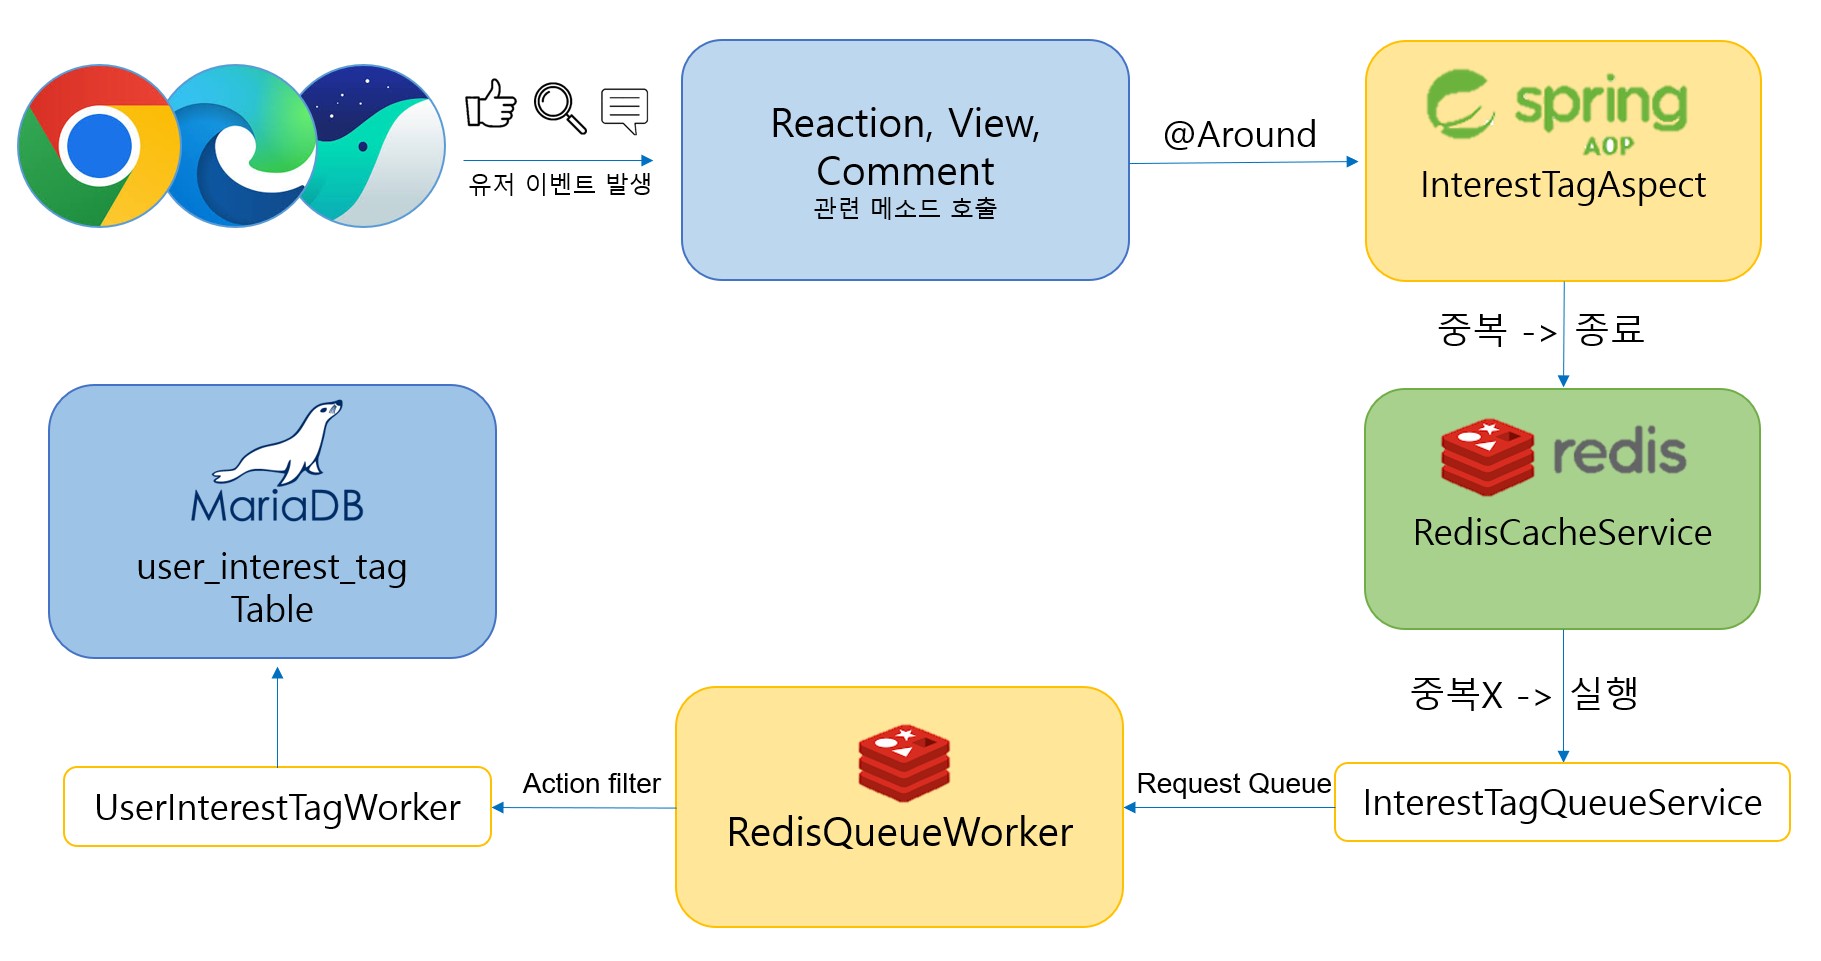 유저 이벤트 발생
Reaction, View,
Comment
관련 메소드 호출
@Around
spring
AOP
InterestTagAspect
중복 -> 종료
redis
RedisCacheService
중복X -> 실행
InterestTagQueueService
Request Queue
RedisQueueWorker
Action filter
UserInterestTagWorker
MariaDB
user_interest_tag
Table